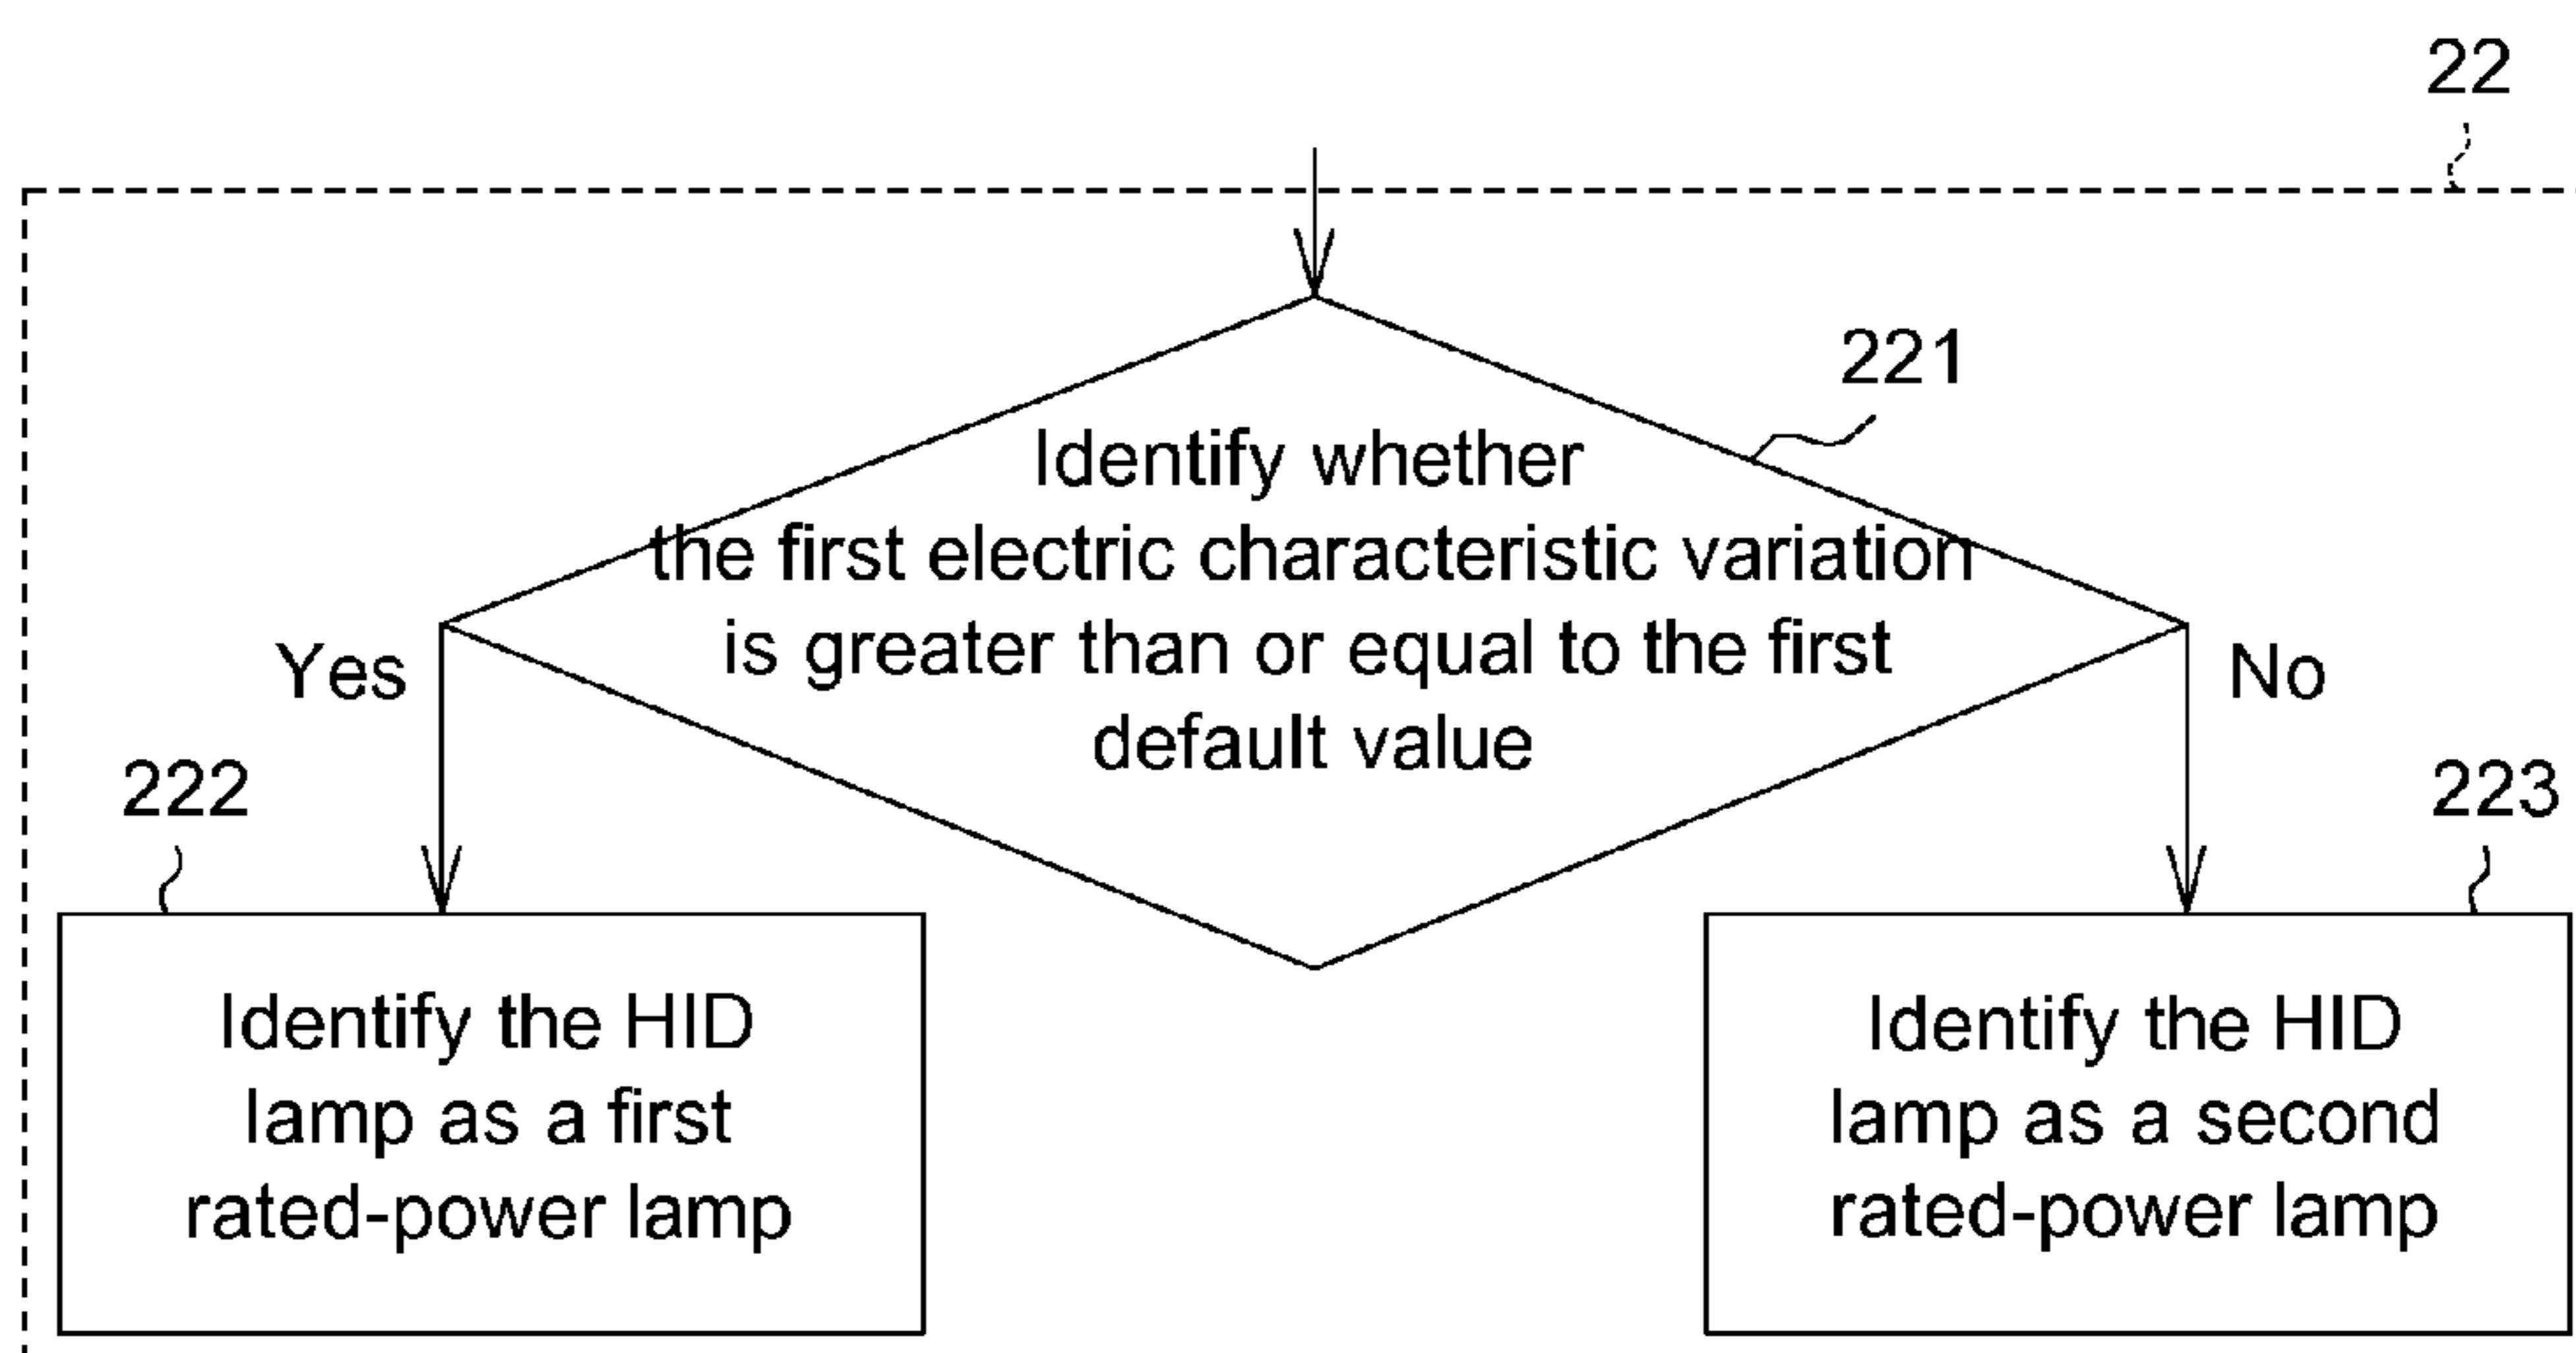 22
221
Identify whether
the first electric characteristic variation
is greater than or equal to the first
default value
Yes
No
222
223
Identify the HID
lamp as a first
rated-power lamp
Identify the HID
lamp as a second
rated-power lamp